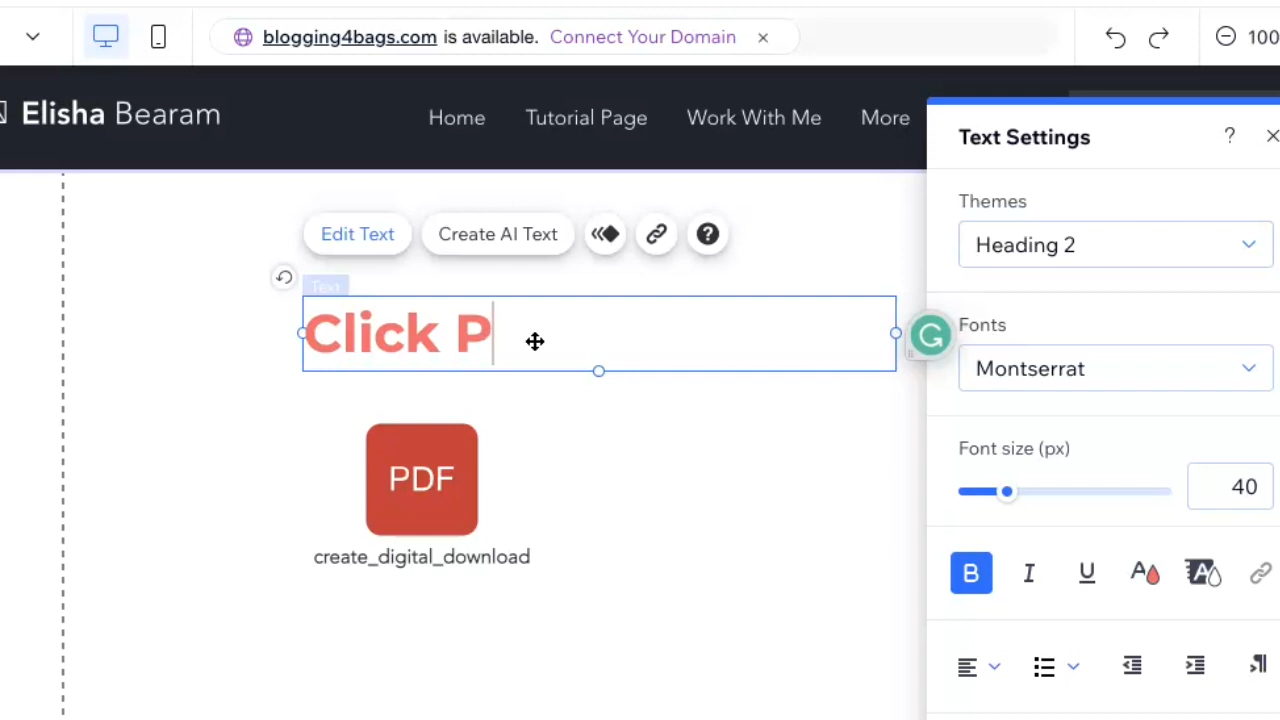 blogging4bags.com is available. Connect Your Domain
100
Elisha Bearam
Home Tutorial Page Work With Me More
Text Settings ?
Themes
Heading 2
Edit Text Create AI Text ?
Text
Click P
G
Fonts
Montserrat
Font size (px)
40
PDF
create_digital_download
B I U A A